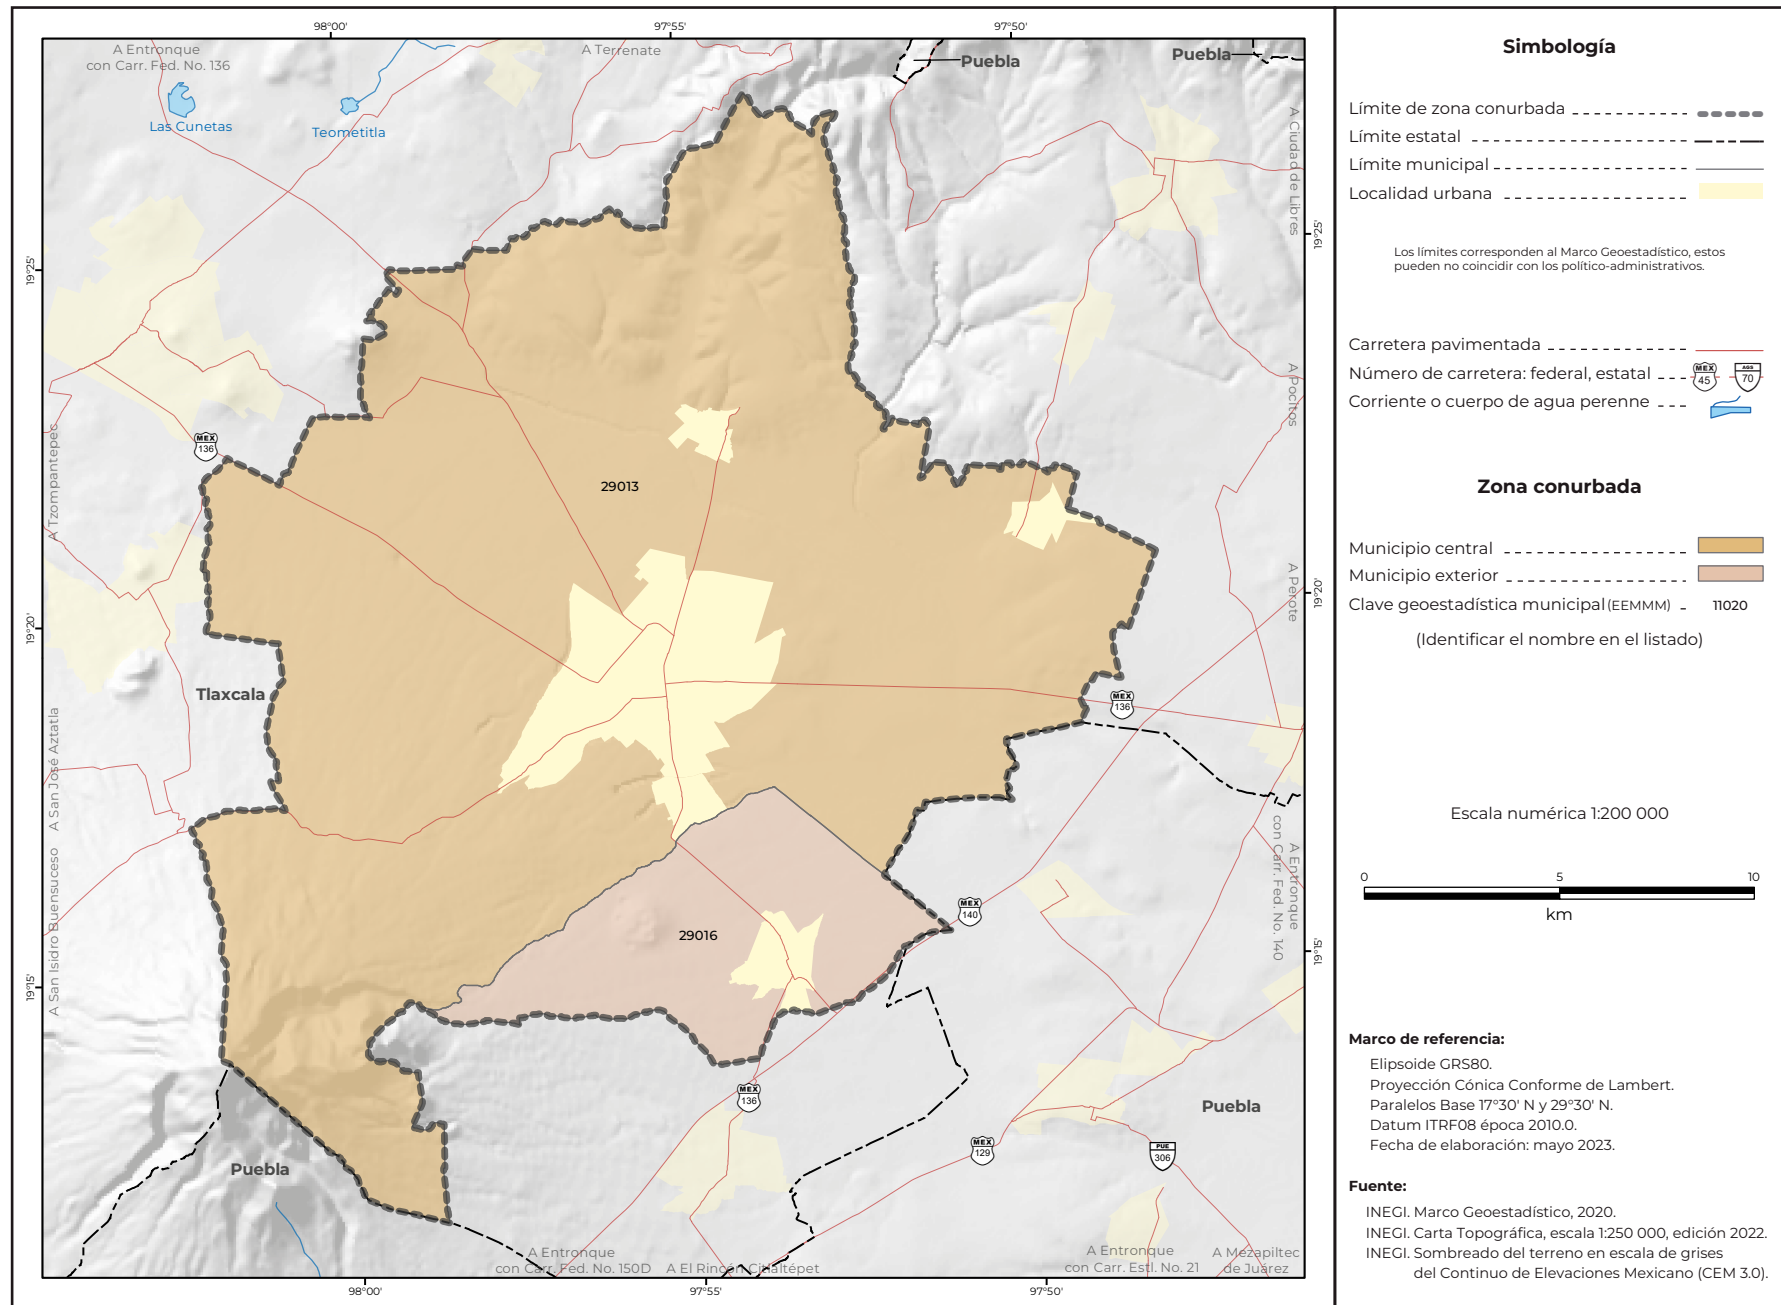 98°00'
97°55'
97°50'
A Entronque
con Carr. Fed. No. 136
A Terrenate
Puebla
Puebla
Las Cunetas
Teometitla
A Ciudad de Libres
19°25'
19°25'
A Pocitos
MEX
136
A Tzompantepec
29013
A Perote
19°20'
19°20'
Tlaxcala
MEX
136
A San José Aztatla
A Entronque
con Carr. Fed. No. 140
A San Isidro Buensuceso
MEX
140
29016
19°15'
19°15'
MEX
136
Puebla
MEX
129
PUE
306
Puebla
A Entronque
con Carr. Fed. No. 150D
A El Rincón Citlaltépet
A Entronque
con Carr. Estl. No. 21
A Mezapiltec
de Juárez
98°00'
97°55'
97°50'
Simbología
Límite de zona conurbada
Límite estatal
Límite municipal
Localidad urbana
Los límites corresponden al Marco Geoestadístico, estos
pueden no coincidir con los político-administrativos.
Carretera pavimentada
Número de carretera: federal, estatal
MEX
45
AGS
70
Corriente o cuerpo de agua perenne
Zona conurbada
Municipio central
Municipio exterior
Clave geoestadística municipal (EEMMM)
11020
(Identificar el nombre en el listado)
Escala numérica 1:200 000
0 5 10
km
Marco de referencia:
Elipsoide GRS80.
Proyección Cónica Conforme de Lambert.
Paralelos Base 17°30' N y 29°30' N.
Datum ITRF08 época 2010.0.
Fecha de elaboración: mayo 2023.
Fuente:
INEGI. Marco Geoestadístico, 2020.
INEGI. Carta Topográfica, escala 1:250 000, edición 2022.
INEGI. Sombreado del terreno en escala de grises
del Continuo de Elevaciones Mexicano (CEM 3.0).